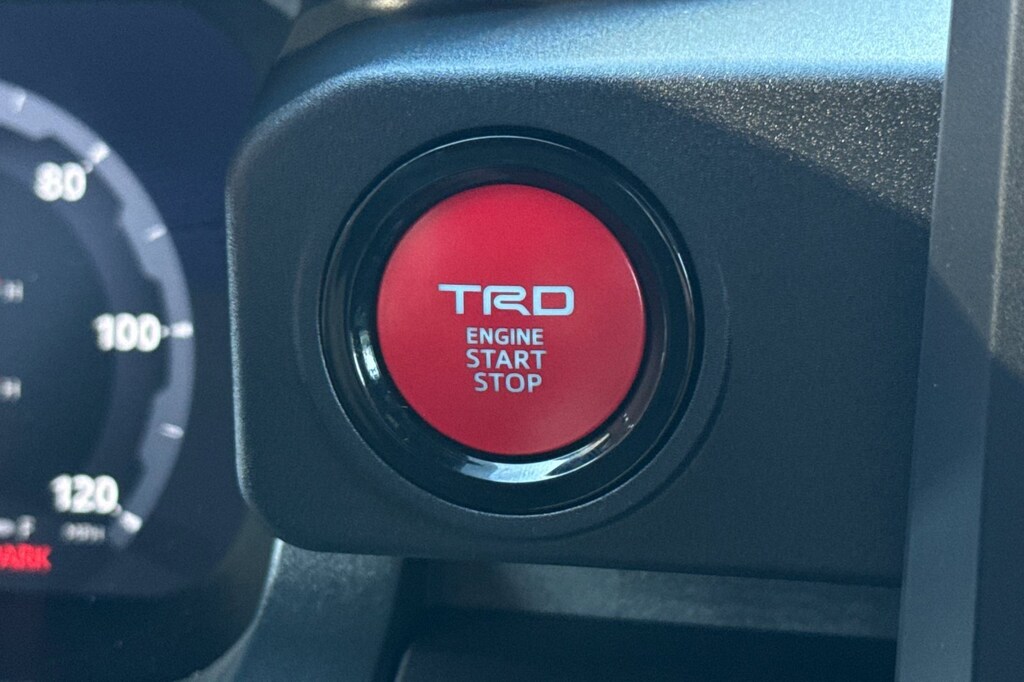 80
100
120
TRD
ENGINE
START
STOP